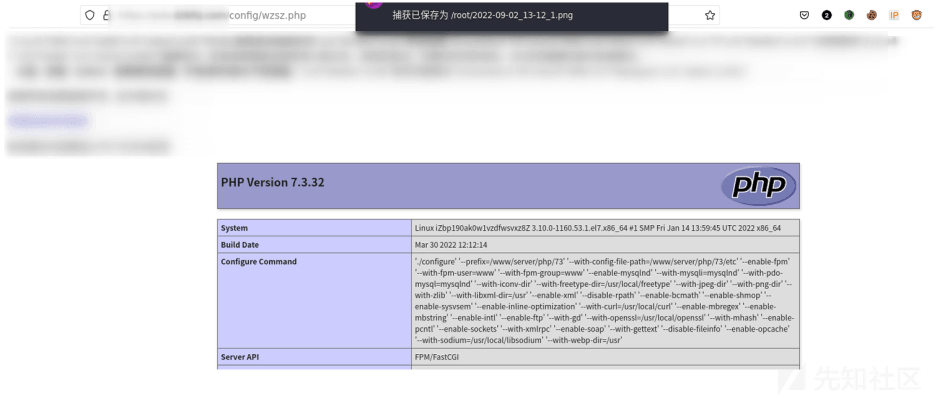 /config/wzsz.php
捕获已保存为 /root/2022-09-02_13-12_1.png
2
IP
PHP Version 7.3.32
php
System
Linux iZbp190ak0w1vzdfwsvxz8Z 3.10.0-1160.53.1.el7.x86_64 #1 SMP Fri Jan 14 13:59:45 UTC 2022 x86_64
Build Date
Mar 30 2022 12:12:14
Configure Command
'./configure' '--prefix=/www/server/php/73' '--with-config-file-path=/www/server/php/73/etc' '--enable-fpm'
'--with-fpm-user=www' '--with-fpm-group=www' '--enable-mysqlnd' '--with-mysqli=mysqlnd' '--with-pdo-
mysql=mysqlnd' '--with-iconv-dir' '--with-freetype-dir=/usr/local/freetype' '--with-jpeg-dir' '--with-png-dir' '--
with-zlib' '--with-libxml-dir=/usr' '--enable-xml' '--disable-rpath' '--enable-bcmath' '--enable-shmop' '--
enable-sysvsem' '--enable-inline-optimization' '--with-curl=/usr/local/curl' '--enable-mbregex' '--enable-
mbstring' '--enable-intl' '--enable-ftp' '--with-gd' '--with-openssl=/usr/local/openssl' '--with-mhash' '--enable-
pcntl' '--enable-sockets' '--with-xmlrpc' '--enable-soap' '--with-gettext' '--disable-fileinfo' '--enable-opcache'
'--with-sodium=/usr/local/libsodium' '--with-webp-dir=/usr'
Server API
FPM/FastCGI
先知社区